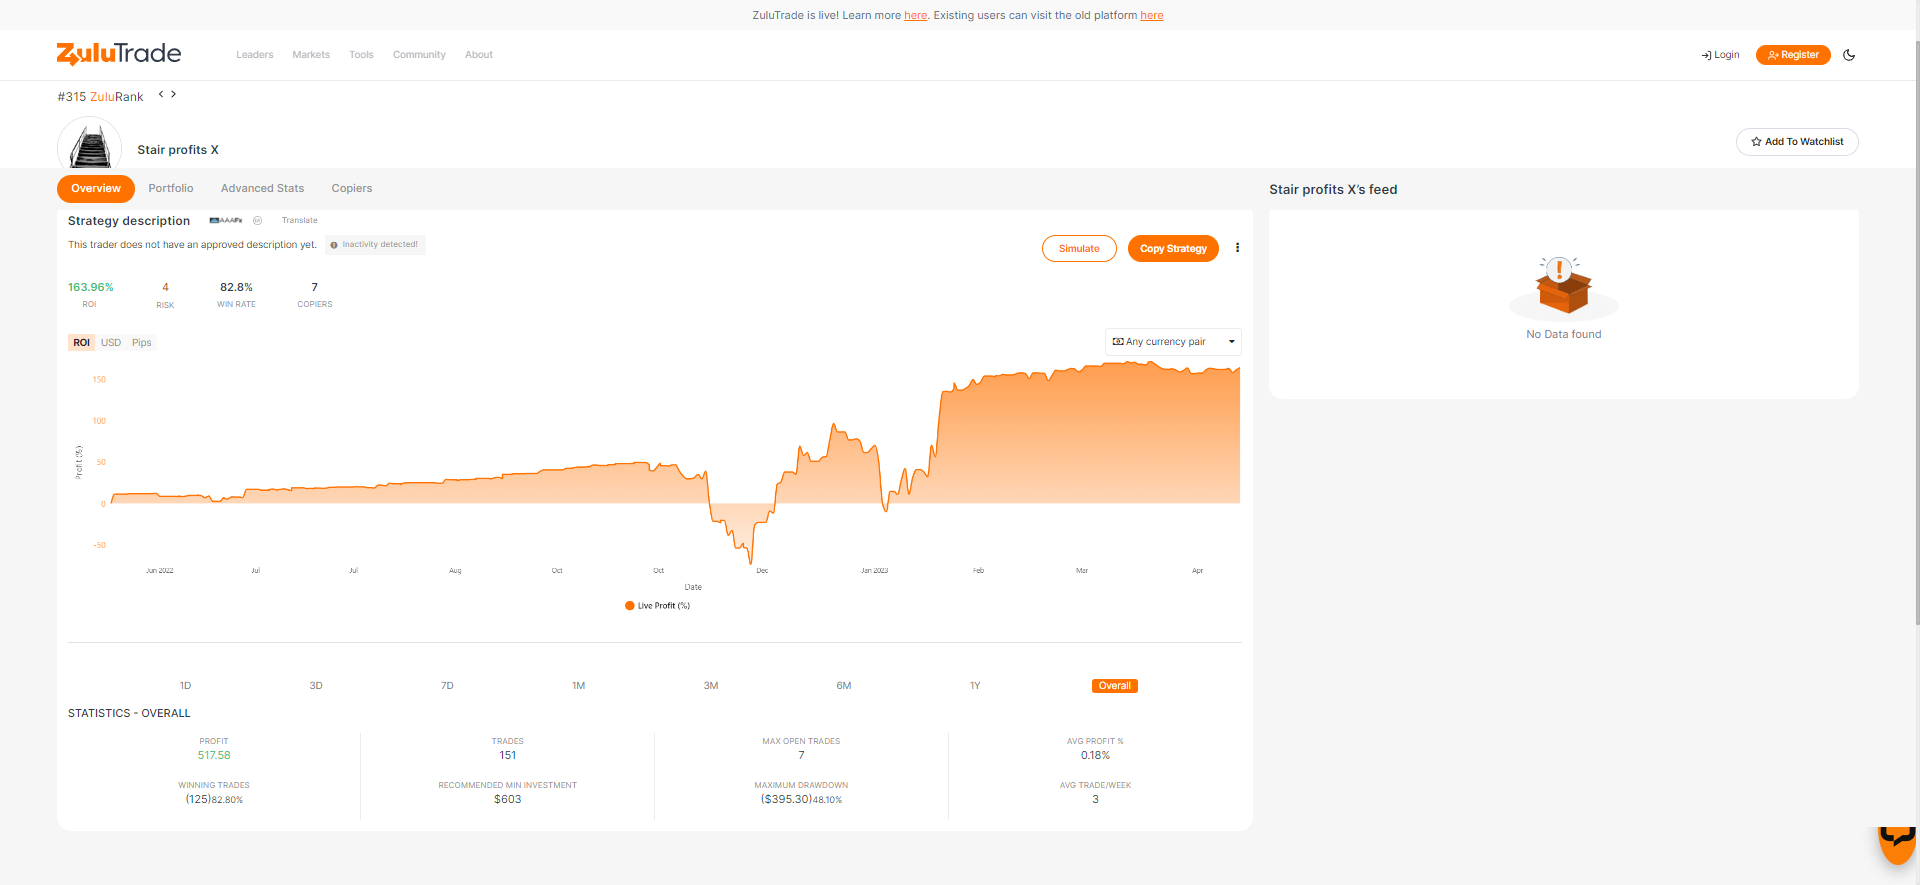 ZuluTrade is live! Learn more here. Existing users can visit the old platform here
ZuluTrade
Leaders Markets Tools Community About
Login Register
#315 ZuluRank < >
Stair profits X
Add To Watchlist
Overview Portfolio Advanced Stats Copiers
Stair profits X's feed
Strategy description AAAFx Translate
This trader does not have an approved description yet. Inactivity detected!
Simulate Copy Strategy
163.96% 4 82.8% 7
ROI RISK WIN RATE COPIERS
No Data found
ROI USD Pips
Any currency pair
150
100
50
0
-50
Profit (%)
Jun 2022 Jul Jul Aug Oct Oct Dec Jan 2023 Feb Mar Apr
Date
Live Profit (%)
1D 3D 7D 1M 3M 6M 1Y Overall
STATISTICS - OVERALL
PROFIT TRADES MAX OPEN TRADES AVG PROFIT %
517.58 151 7 0.18%
WINNING TRADES RECOMMENDED MIN INVESTMENT MAXIMUM DRAWDOWN AVG TRADE/WEEK
(125)82.80% $603 ($395.30)48.10% 3